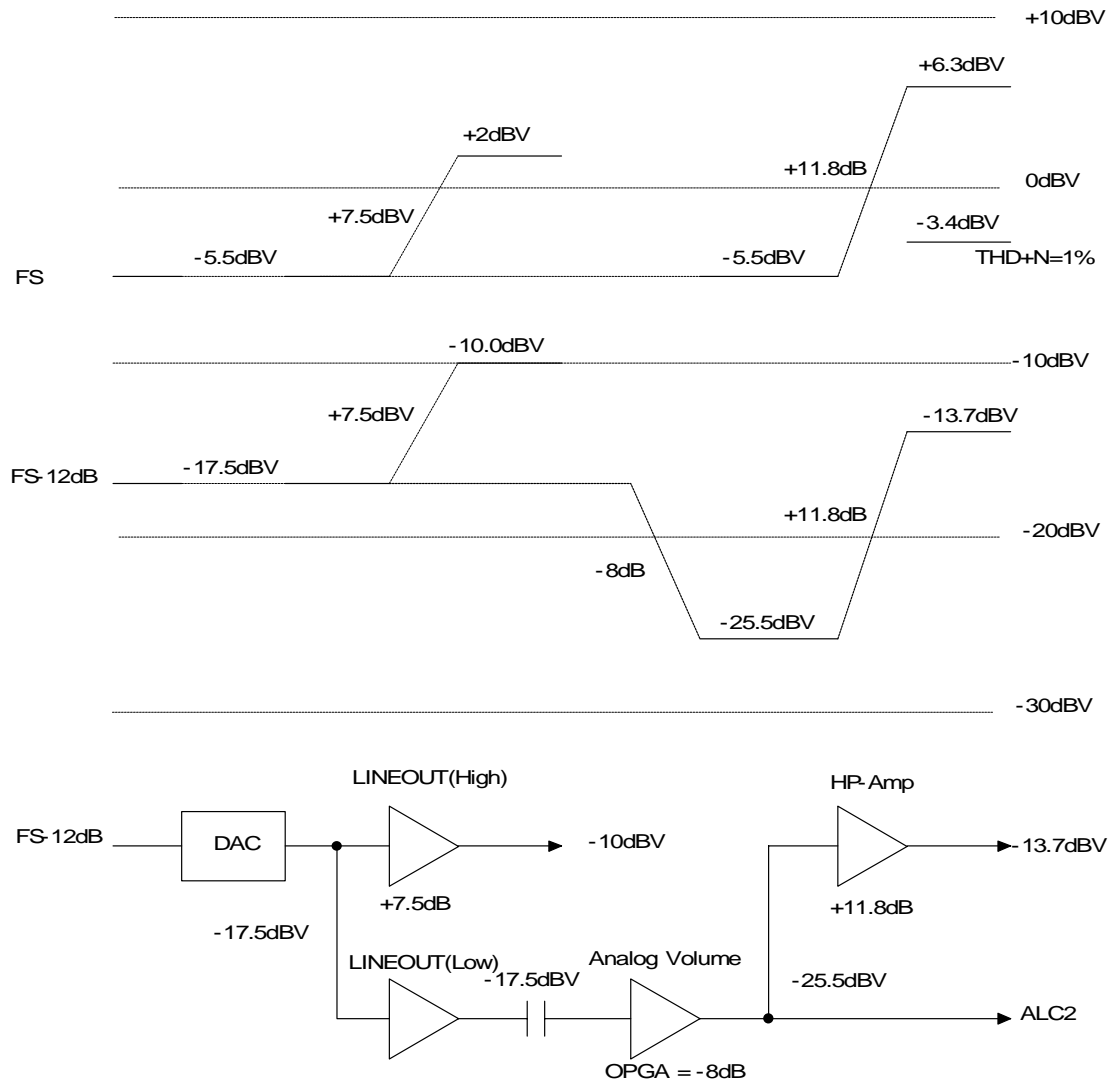 +10dBV
+6.3dBV
+2dBV
+11.8dB
0dBV
+7.5dBV
-3.4dBV
-5.5dBV
-5.5dBV
THD+N=1%
FS
-10.0dBV
-10dBV
+7.5dBV
-13.7dBV
FS-12dB
-17.5dBV
+11.8dB
-20dBV
-8dB
-25.5dBV
-30dBV
LINEOUT(High)
HP-Amp
FS-12dB
DAC
-10dBV
-13.7dBV
+7.5dB
+11.8dB
-17.5dBV
LINEOUT(Low)
-17.5dBV
Analog Volume
-25.5dBV
ALC2
OPGA = -8dB